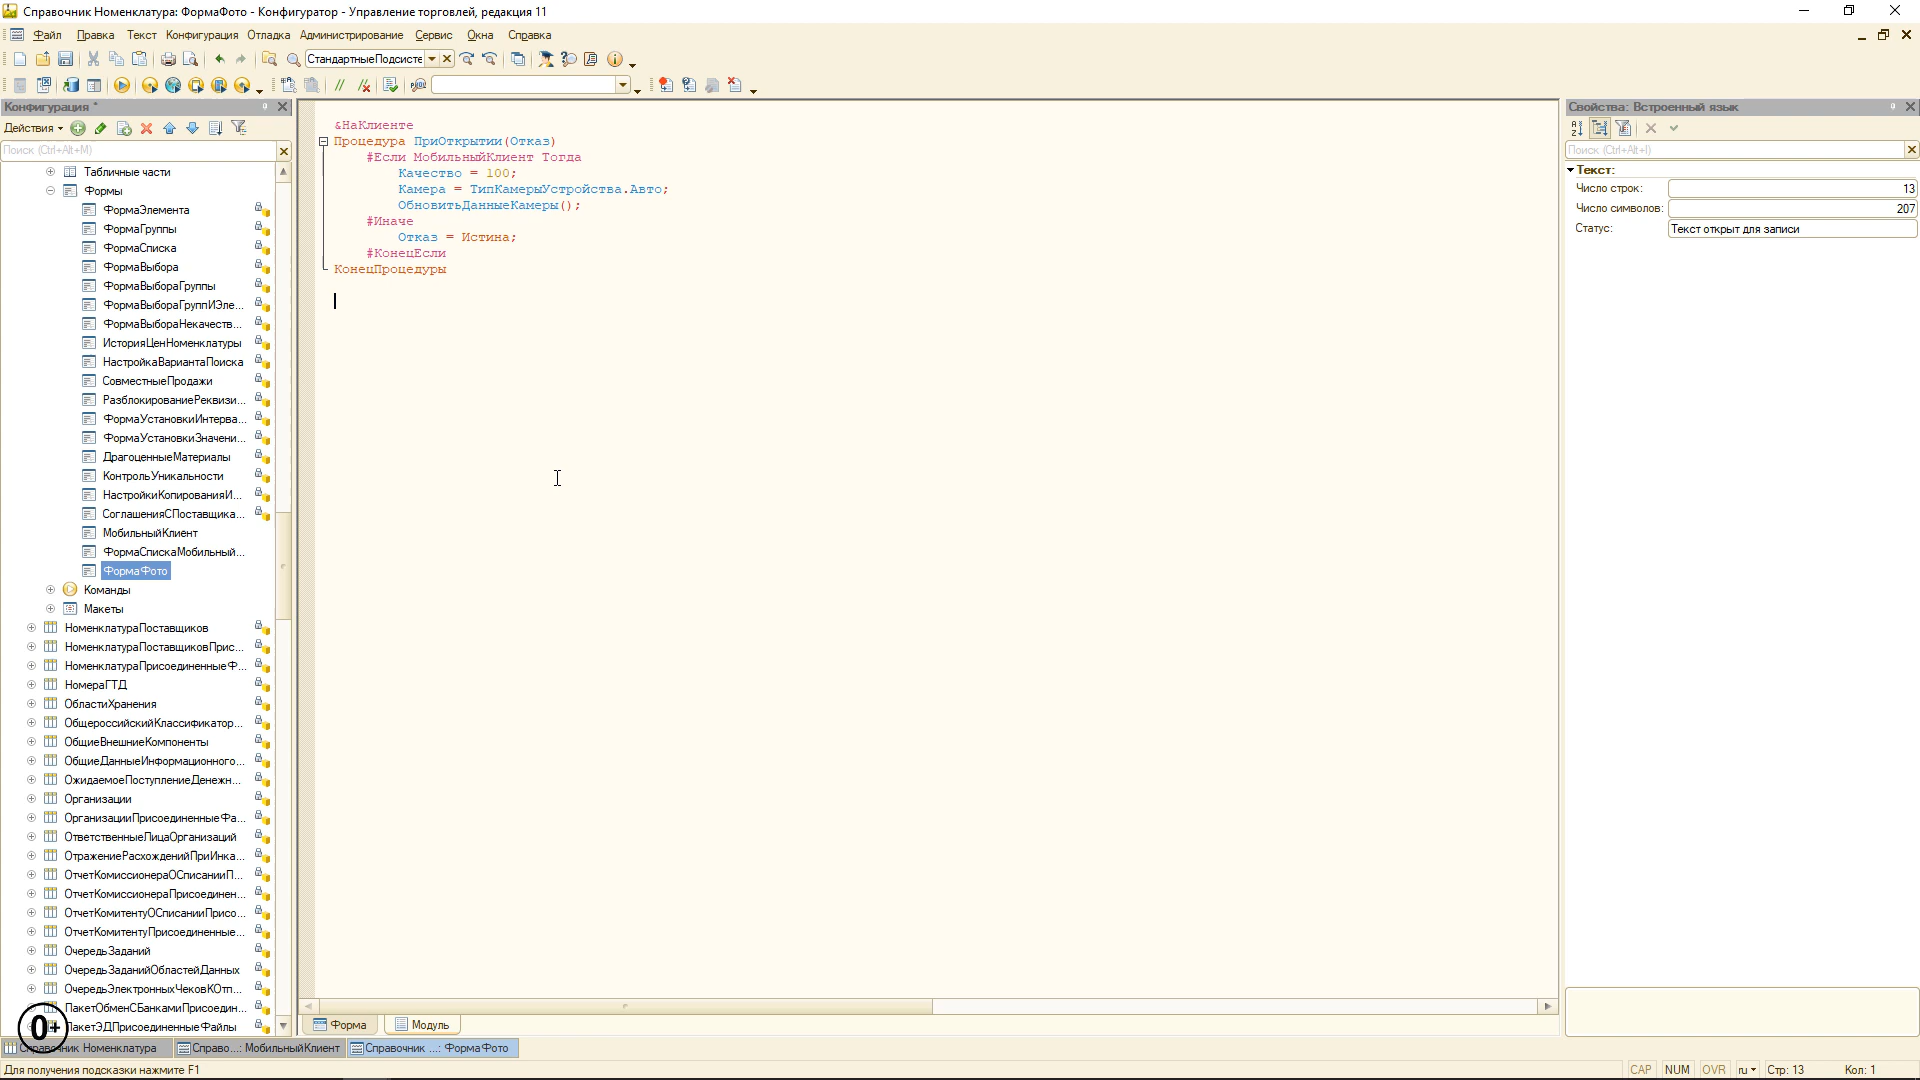 Справочник Номенклатура: ФормаФото - Конфигуратор - Управление торговлей, редакция 11
Файл Правка Текст Конфигурация Отладка Администрирование Сервис Окна Справка
СтандартныеПодсисте
Конфигурация *
Действия
Поиск (Ctrl+Alt+M)
Табличные части
Формы
ФормаЭлемента
ФормаГруппы
ФормаСписка
ФормаВыбора
ФормаВыбораГруппы
ФормаВыбораГруппИЭле...
ФормаВыбораНекачеств...
ИсторияЦенНоменклатуры
НастройкаВариантаПоиска
СовместныеПродажи
РазблокированиеРеквизи...
ФормаУстановкиИнтерва...
ФормаУстановкиЗначени...
ДрагоценныеМатериалы
КонтрольУникальности
НастройкиКопированияИ...
СоглашенияСПоставщика...
МобильныйКлиент
ФормаСпискаМобильный...
ФормаФото
Команды
Макеты
НоменклатураПоставщиков
НоменклатураПоставщиковПрис...
НоменклатураПрисоединенныеФ...
НомераГТД
ОбластиХранения
ОбщероссийскийКлассификатор...
ОбщиеВнешниеКомпоненты
ОбщиеДанныеИнформационного...
ОжидаемоеПоступлениеДенежн...
Организации
ОрганизацииПрисоединенныеФа...
ОтветственныеЛицаОрганизаций
ОтражениеРасхожденийПриИнка...
ОтчетКомиссионераОСписанииП...
ОтчетКомиссионераПрисоединен...
ОтчетКомитентуОСписанииПрисо...
ОтчетКомитентуПрисоединенные...
ОчередьЗаданий
ОчередьЗаданийОбластейДанных
ОчередьЭлектронныхЧековКОтп...
ПакетОбменСБанкамиПрисоедин...
ПакетЭДПрисоединенныеФайлы
0+
&НаКлиенте
Процедура ПриОткрытии(Отказ)
#Если МобильныйКлиент Тогда
Качество = 100;
Камера = ТипКамерыУстройства.Авто;
ОбновитьДанныеКамеры();
#Иначе
Отказ = Истина;
#КонецЕсли
КонецПроцедуры
Форма Модуль
Свойства: Встроенный язык
Поиск (Ctrl+Alt+I)
Текст:
Число строк: 13
Число символов: 207
Статус: Текст открыт для записи
Справочник Номенклатура Справо...: МобильныйКлиент Справочник ...: ФормаФото
Для получения подсказки нажмите F1 CAP NUM OVR ru Стр: 13 Кол: 1